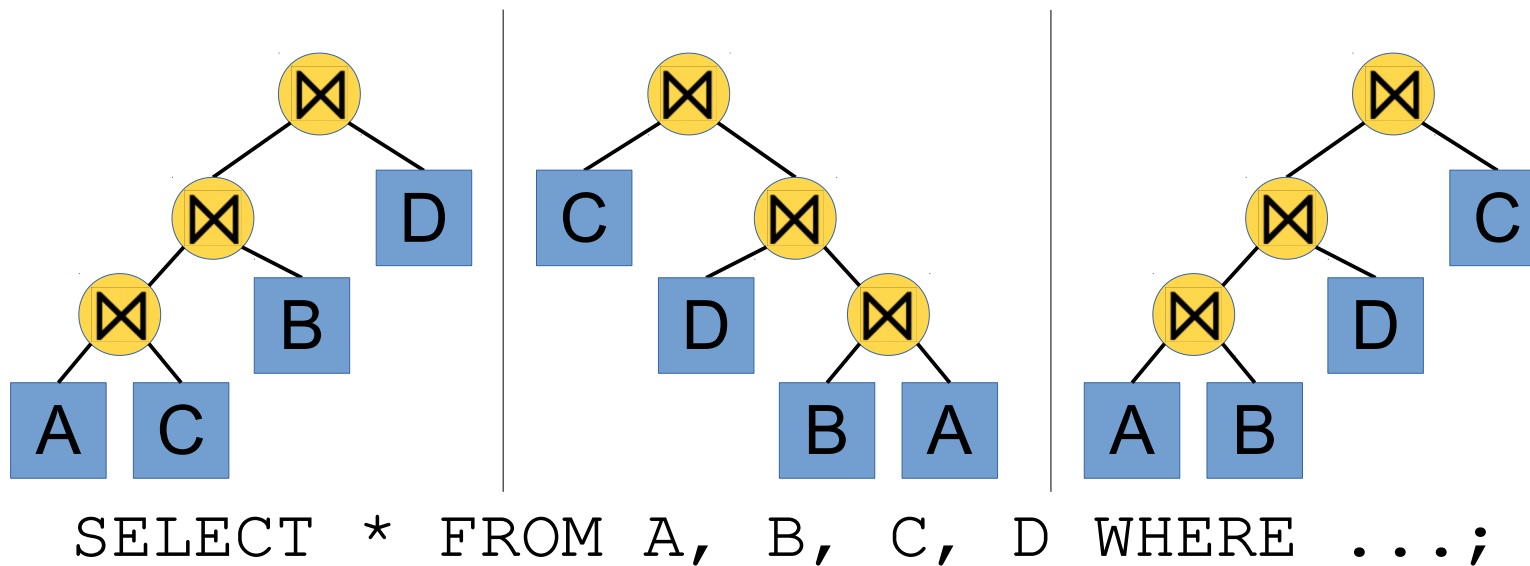 D
C
C
B
D
D
A C
B A
A B
SELECT * FROM A, B, C, D WHERE ...;